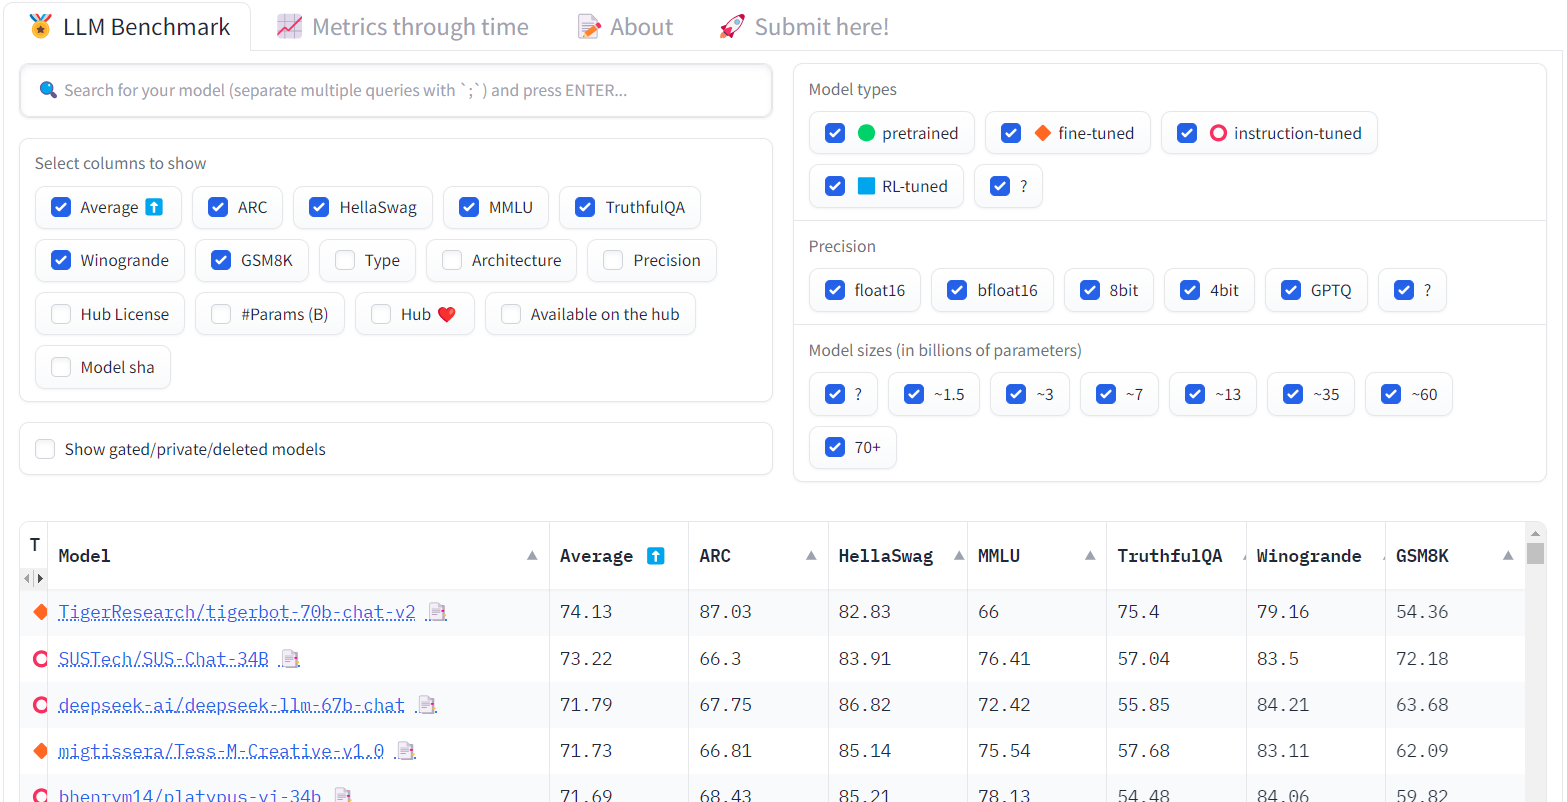 LLM Benchmark Metrics through time About Submit here!
Search for your model (separate multiple queries with `;`) and press ENTER...
Select columns to show
Average ARC HellaSwag MMLU TruthfulQA
Winogrande GSM8K Type Architecture Precision
Hub License #Params (B) Hub ❤️ Available on the hub
Model sha
Show gated/private/deleted models
Model types
pretrained fine-tuned instruction-tuned
RL-tuned ?
Precision
float16 bfloat16 8bit 4bit GPTQ ?
Model sizes (in billions of parameters)
? ~1.5 ~3 ~7 ~13 ~35 ~60
70+
T Model Average ARC HellaSwag MMLU TruthfulQA Winogrande GSM8K
TigerResearch/tigerbot-70b-chat-v2 74.13 87.03 82.83 66 75.4 79.16 54.36
SUSTech/SUS-Chat-34B 73.22 66.3 83.91 76.41 57.04 83.5 72.18
deepseek-ai/deepseek-llm-67b-chat 71.79 67.75 86.82 72.42 55.85 84.21 63.68
migtissera/Tess-M-Creative-v1.0 71.73 66.81 85.14 75.54 57.68 83.11 62.09
bhenrym14/platypus-yi-34b 71.69 68.43 85.21 78.13 54.48 84.06 59.82